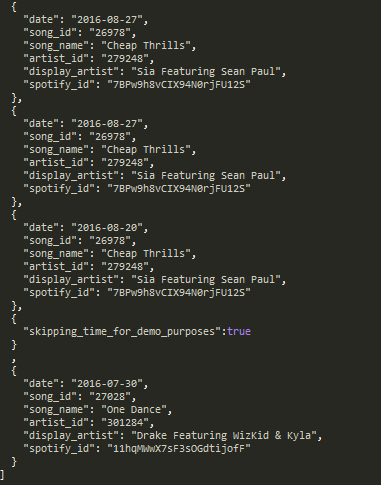 {
"date": "2016-08-27",
"song_id": "26978",
"song_name": "Cheap Thrills",
"artist_id": "279248",
"display_artist": "Sia Featuring Sean Paul",
"spotify_id": "7BPw9h8vCIX94N0rjFU12S"
},
{
"date": "2016-08-27",
"song_id": "26978",
"song_name": "Cheap Thrills",
"artist_id": "279248",
"display_artist": "Sia Featuring Sean Paul",
"spotify_id": "7BPw9h8vCIX94N0rjFU12S"
},
{
"date": "2016-08-20",
"song_id": "26978",
"song_name": "Cheap Thrills",
"artist_id": "279248",
"display_artist": "Sia Featuring Sean Paul",
"spotify_id": "7BPw9h8vCIX94N0rjFU12S"
},
{
"skipping_time_for_demo_purposes":true
}
,
{
"date": "2016-07-30",
"song_id": "27028",
"song_name": "One Dance",
"artist_id": "301284",
"display_artist": "Drake Featuring WizKid & Kyla",
"spotify_id": "11hqMWwX7sF3sOGdtijofF"
}
]